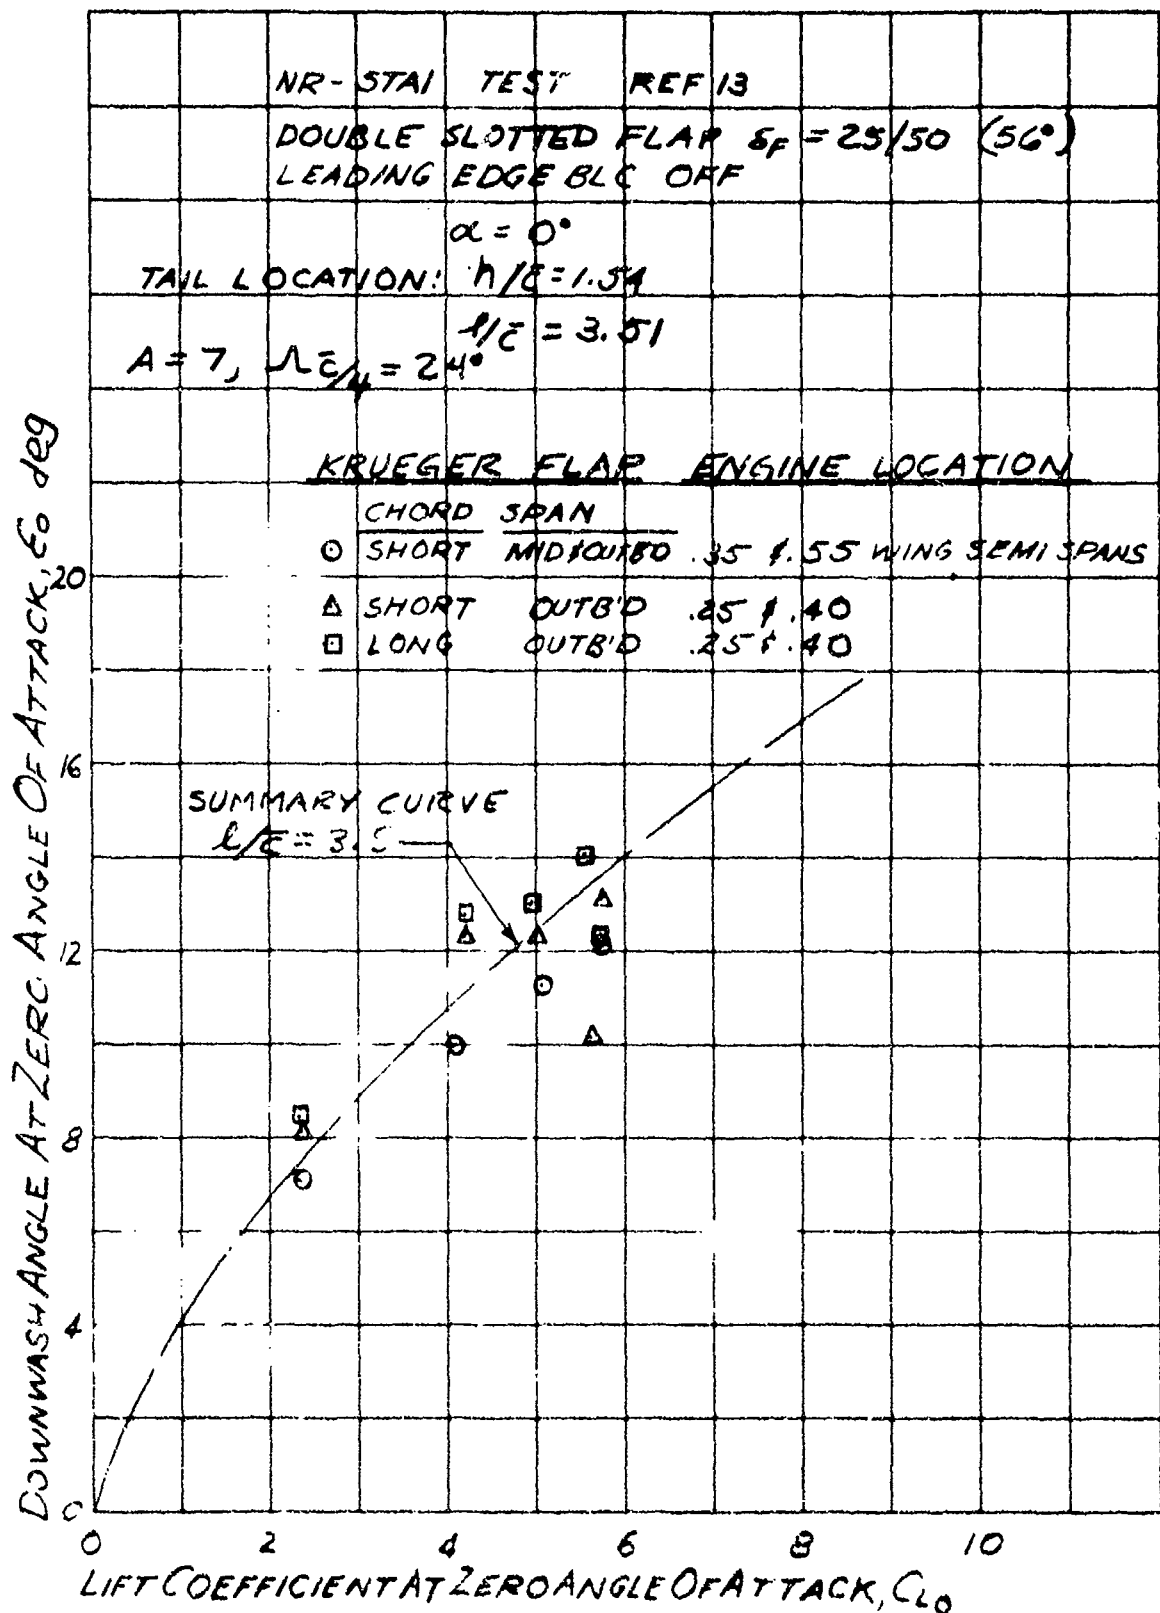 NR-STAI TEST REF 13
DOUBLE SLOTTED FLAP δF = 25/50 (56°)
LEADING EDGE BLC OFF
α = 0°
TAIL LOCATION: h/c̄ = 1.54
l/c̄ = 3.51
A = 7, Λ c̄/4 = 24°
KRUEGER FLAP ENGINE LOCATION
CHORD SPAN
⊙ SHORT MID & OUTBD .35 & .55 WING SEMI SPANS
△ SHORT OUTB'D .25 & .40
⊡ LONG OUTB'D .25 & .40
SUMMARY CURVE
l/c̄ = 3.
20
16
12
8
4
0
0 2 4 6 8 10
DOWNWASH ANGLE AT ZERO ANGLE OF ATTACK, ε0 deg
LIFT COEFFICIENT AT ZERO ANGLE OF ATTACK, CL0